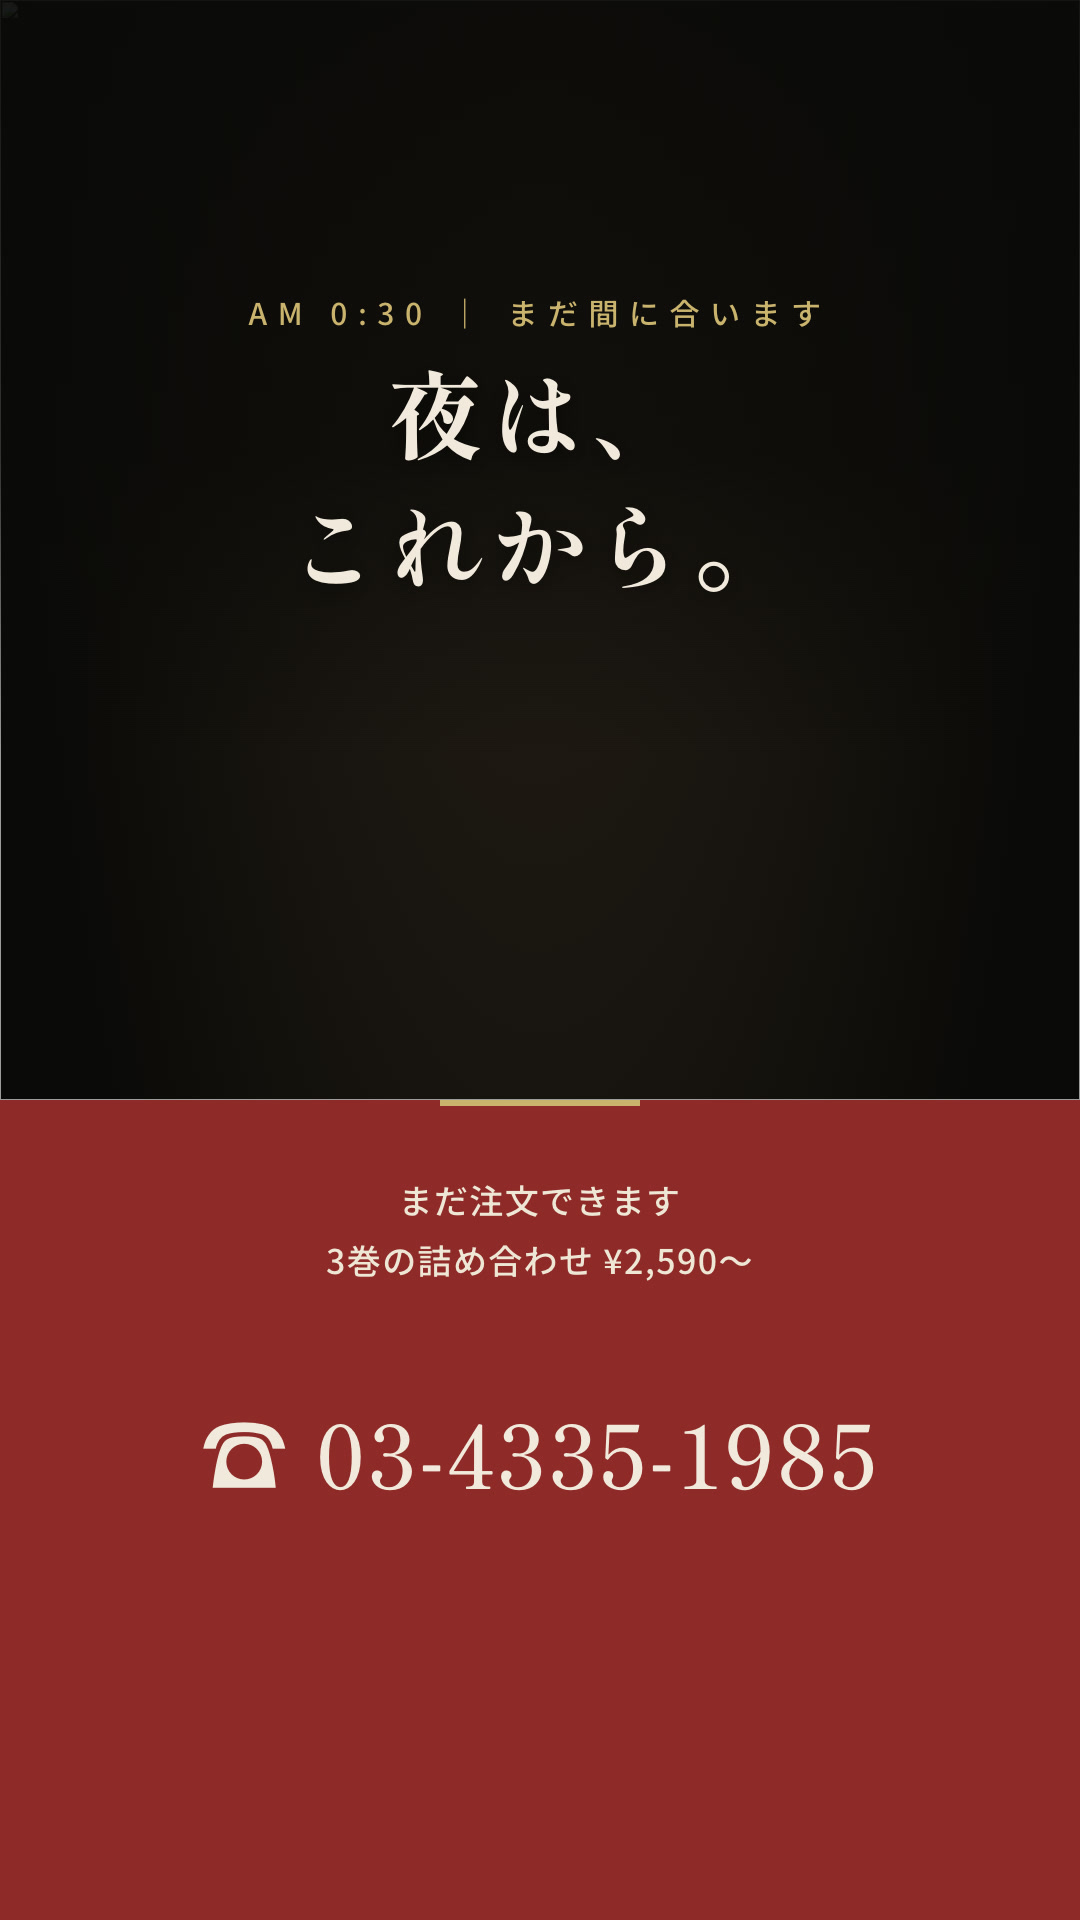 AM 0:30 ｜ まだ間に合います
夜は、
これから。
まだ注文できます
3巻の詰め合わせ ¥2,590〜
☎ 03-4335-1985